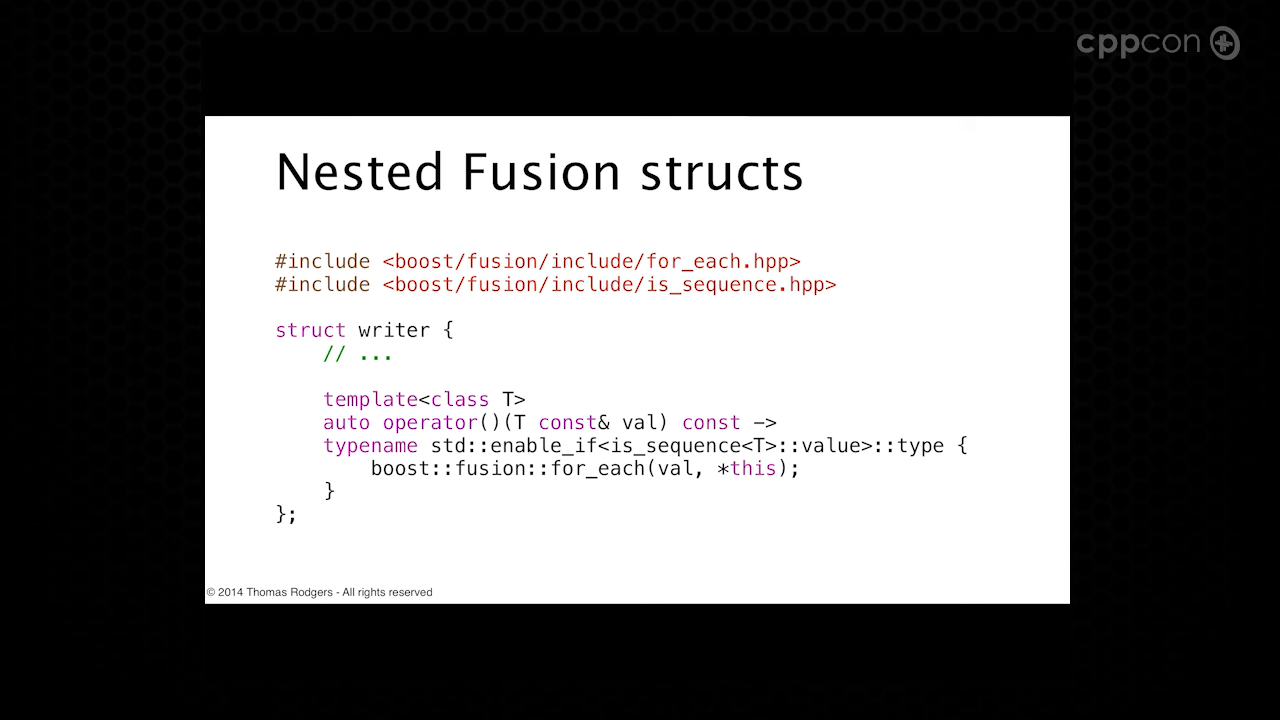 cppcon
Nested Fusion structs
#include <boost/fusion/include/for_each.hpp>
#include <boost/fusion/include/is_sequence.hpp>
struct writer {
    // ...
    template<class T>
    auto operator()(T const& val) const ->
    typename std::enable_if<is_sequence<T>::value>::type {
        boost::fusion::for_each(val, *this);
    }
};
© 2014 Thomas Rodgers - All rights reserved